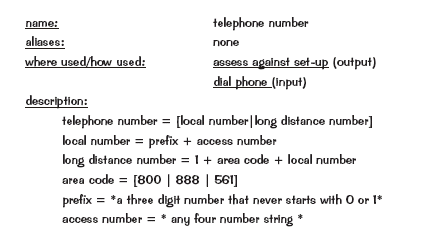 name: telephone number
aliases: none
where used/how used: assess against set-up (output)
dial phone (input)
description:
telephone number = [local number|long distance number]
local number = prefix + access number
long distance number = 1 + area code + local number
area code = [800 | 888 | 561]
prefix = *a three digit number that never starts with 0 or 1*
access number = * any four number string *